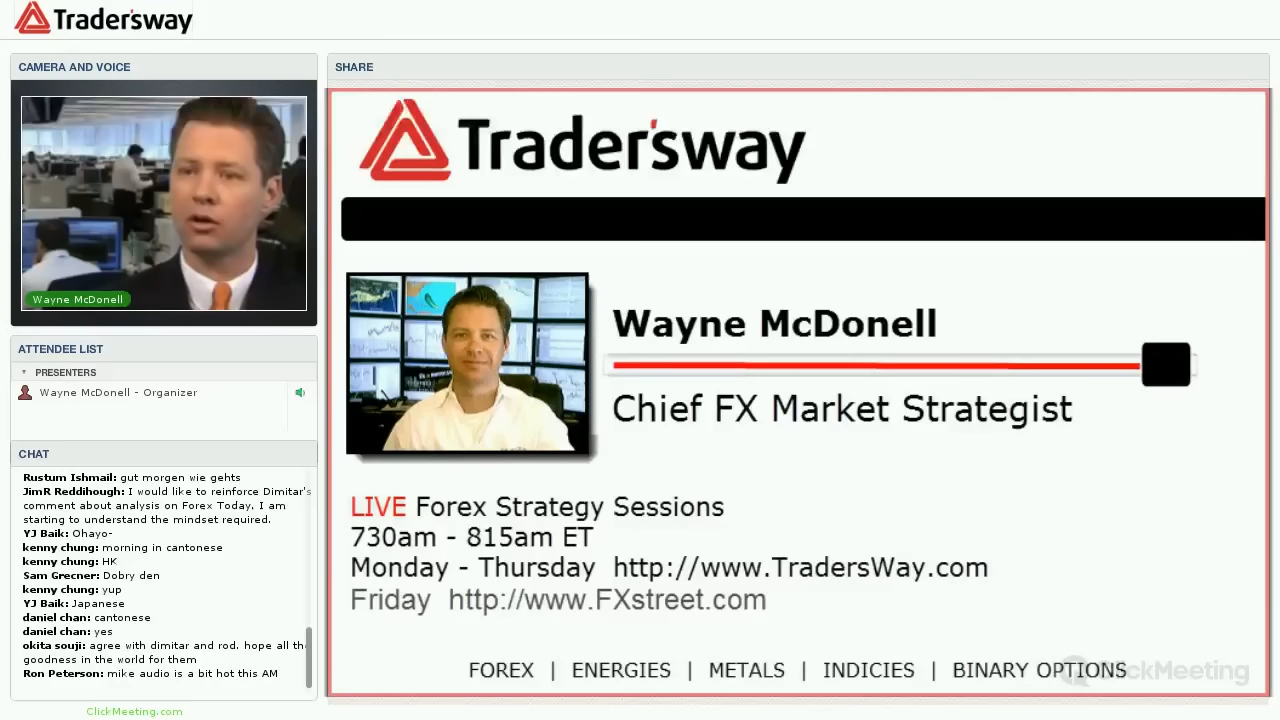 Trader'sway
CAMERA AND VOICE
Wayne McDonell
ATTENDEE LIST
PRESENTERS
Wayne McDonell - Organizer
CHAT
Rustum Ishmail: gut morgen wie gehts
JimR Reddihough: I would like to reinforce Dimitar's
comment about analysis on Forex Today, I am
starting to understand the mindset required.
YJ Baik: Ohayo-
kenny chung: morning in cantonese
kenny chung: HK
Sam Grecner: Dobry den
kenny chung: yup
YJ Baik: Japanese
daniel chan: cantonese
daniel chan: yes
okita souji: agree with dimitar and rod. hope all the
goodness in the world for them
Ron Peterson: mike audio is a bit hot this AM
ClickMeeting.com
SHARE
Trader'sway
Wayne McDonell
Chief FX Market Strategist
LIVE Forex Strategy Sessions
730am - 815am ET
Monday - Thursday http://www.TradersWay.com
Friday http://www.FXstreet.com
FOREX | ENERGIES | METALS | INDICIES | BINARY OPTIONS
ClickMeeting